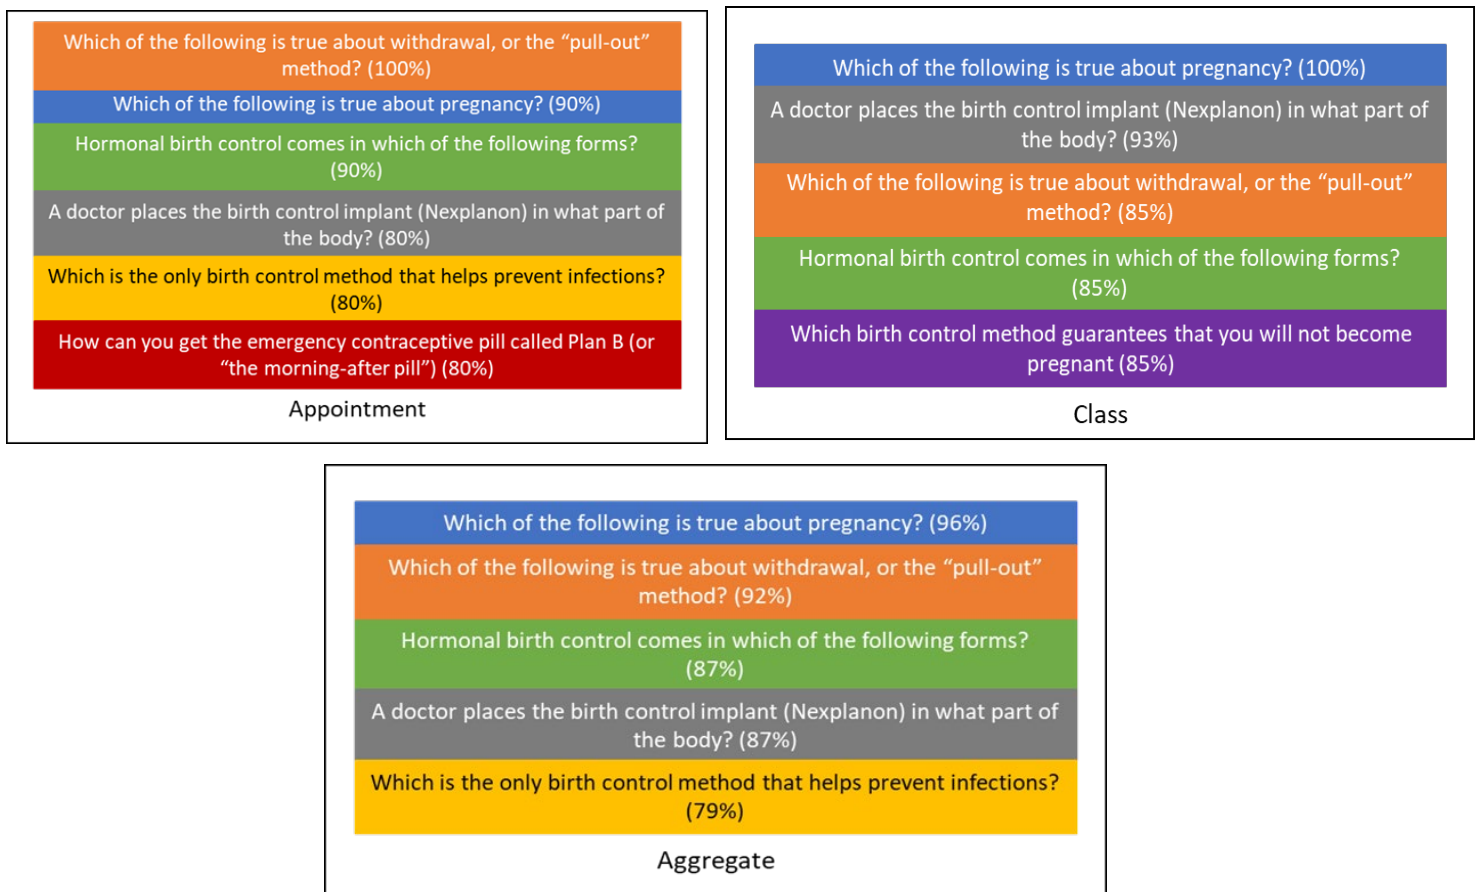 Which of the following is true about withdrawal, or the “pull-out”
method? (100%)
Which of the following is true about pregnancy? (90%)
Hormonal birth control comes in which of the following forms?
(90%)
A doctor places the birth control implant (Nexplanon) in what part of
the body? (80%)
Which is the only birth control method that helps prevent infections?
(80%)
How can you get the emergency contraceptive pill called Plan B (or
“the morning-after pill”) (80%)
Appointment
Which of the following is true about pregnancy? (100%)
A doctor places the birth control implant (Nexplanon) in what part of
the body? (93%)
Which of the following is true about withdrawal, or the “pull-out”
method? (85%)
Hormonal birth control comes in which of the following forms?
(85%)
Which birth control method guarantees that you will not become
pregnant (85%)
Class
Which of the following is true about pregnancy? (96%)
Which of the following is true about withdrawal, or the “pull-out”
method? (92%)
Hormonal birth control comes in which of the following forms?
(87%)
A doctor places the birth control implant (Nexplanon) in what part of
the body? (87%)
Which is the only birth control method that helps prevent infections?
(79%)
Aggregate